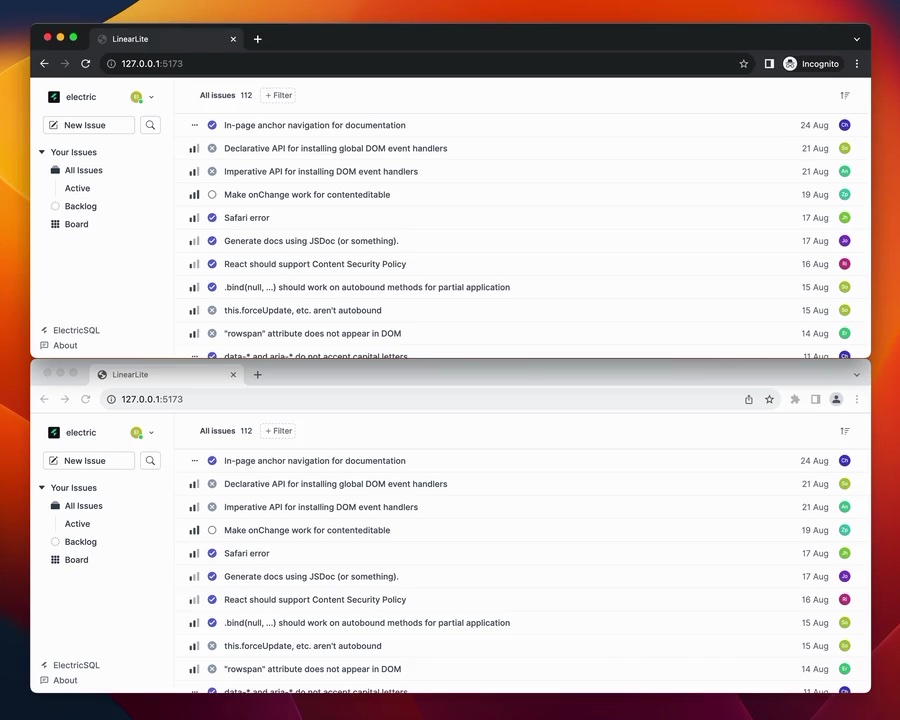 LinearLite
127.0.0.1:5173
Incognito
electric
New Issue
Your Issues
All Issues
Active
Backlog
Board
ElectricSQL
About
All issues 112 + Filter
In-page anchor navigation for documentation 24 Aug Ch
Declarative API for installing global DOM event handlers 21 Aug So
Imperative API for installing DOM event handlers 21 Aug An
Make onChange work for contenteditable 19 Aug Zp
Safari error 17 Aug Jh
Generate docs using JSDoc (or something). 17 Aug Jo
React should support Content Security Policy 16 Aug Ri
.bind(null, ...) should work on autobound methods for partial application 15 Aug So
this.forceUpdate, etc. aren't autobound 15 Aug So
"rowspan" attribute does not appear in DOM 14 Aug Er
data-* and aria-* do not accept capital letters 11 Aug Ch
LinearLite
127.0.0.1:5173
electric
New Issue
Your Issues
All Issues
Active
Backlog
Board
ElectricSQL
About
All issues 112 + Filter
In-page anchor navigation for documentation 24 Aug Ch
Declarative API for installing global DOM event handlers 21 Aug So
Imperative API for installing DOM event handlers 21 Aug An
Make onChange work for contenteditable 19 Aug Zp
Safari error 17 Aug Jh
Generate docs using JSDoc (or something). 17 Aug Jo
React should support Content Security Policy 16 Aug Ri
.bind(null, ...) should work on autobound methods for partial application 15 Aug So
this.forceUpdate, etc. aren't autobound 15 Aug So
"rowspan" attribute does not appear in DOM 14 Aug Er
data-* and aria-* do not accept capital letters 11 Aug Ch